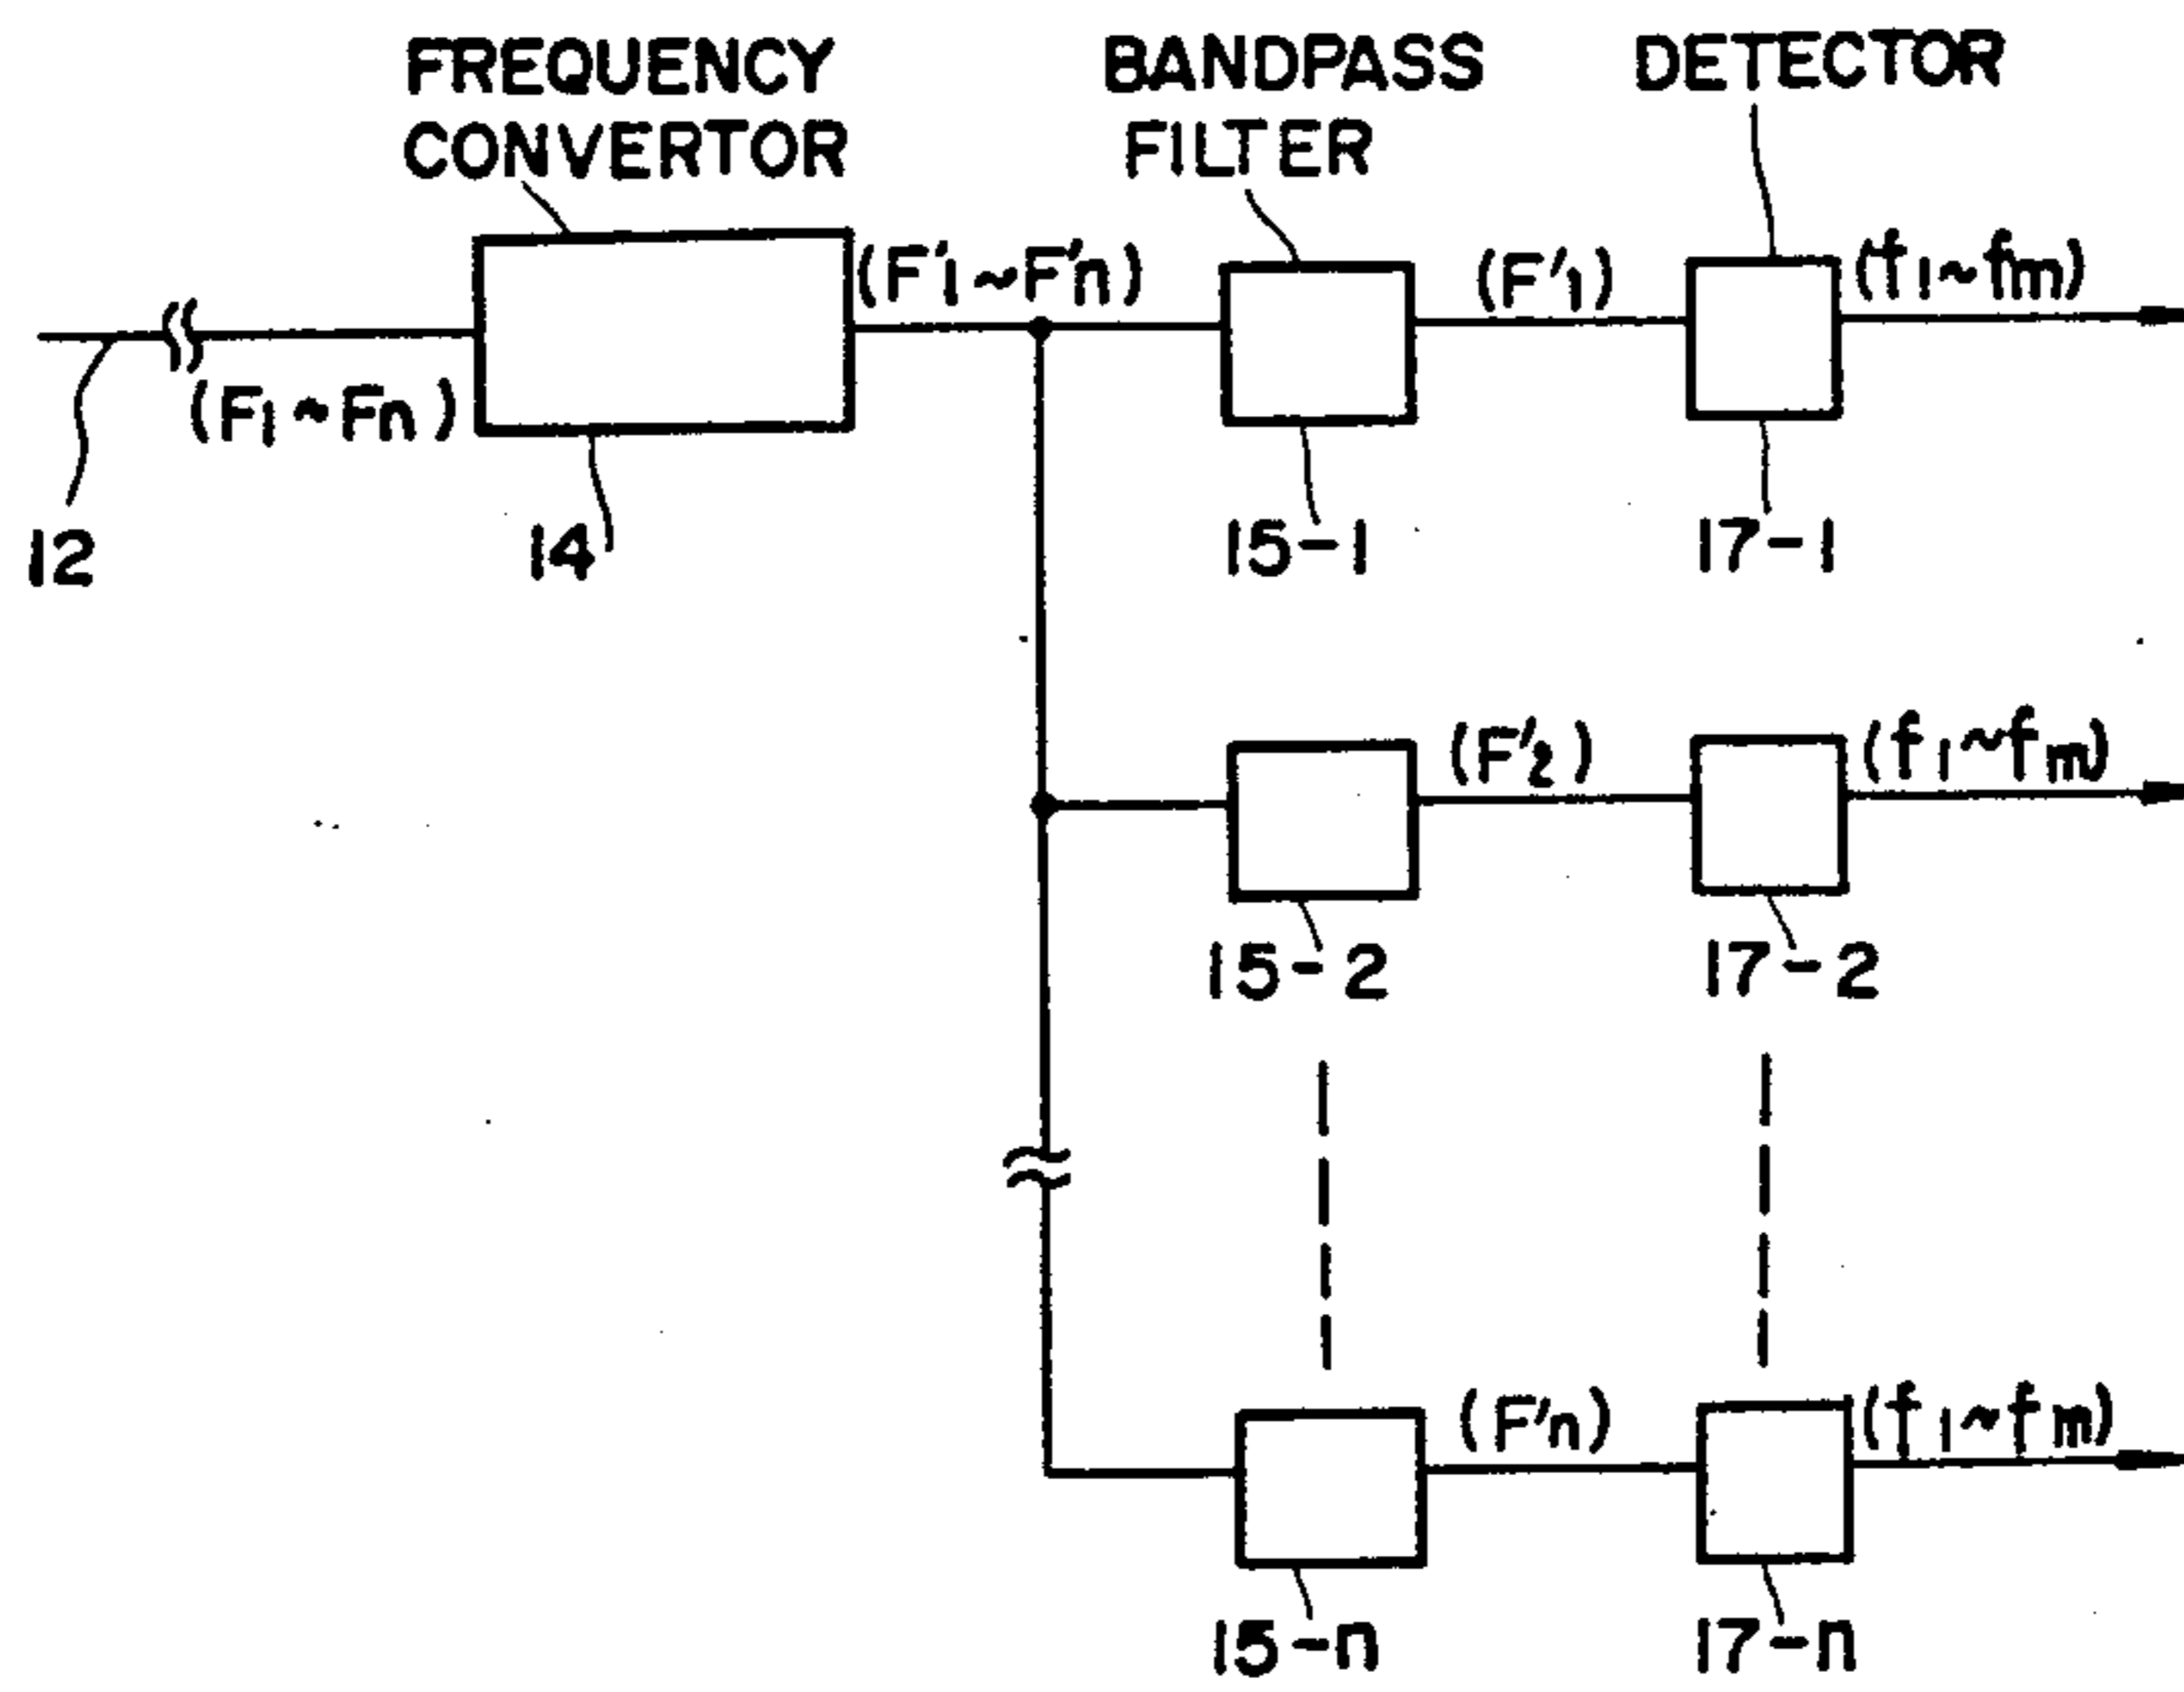 FREQUENCY
CONVERTOR
BANDPASS
FILTER
DETECTOR
(F'1~F'n)
(F'1)
(f1~fm)
(F1~Fn)
12
14
15-1
17-1
(F'2)
(f1~fm)
15-2
17-2
(F'n)
(f1~fm)
15-n
17-n